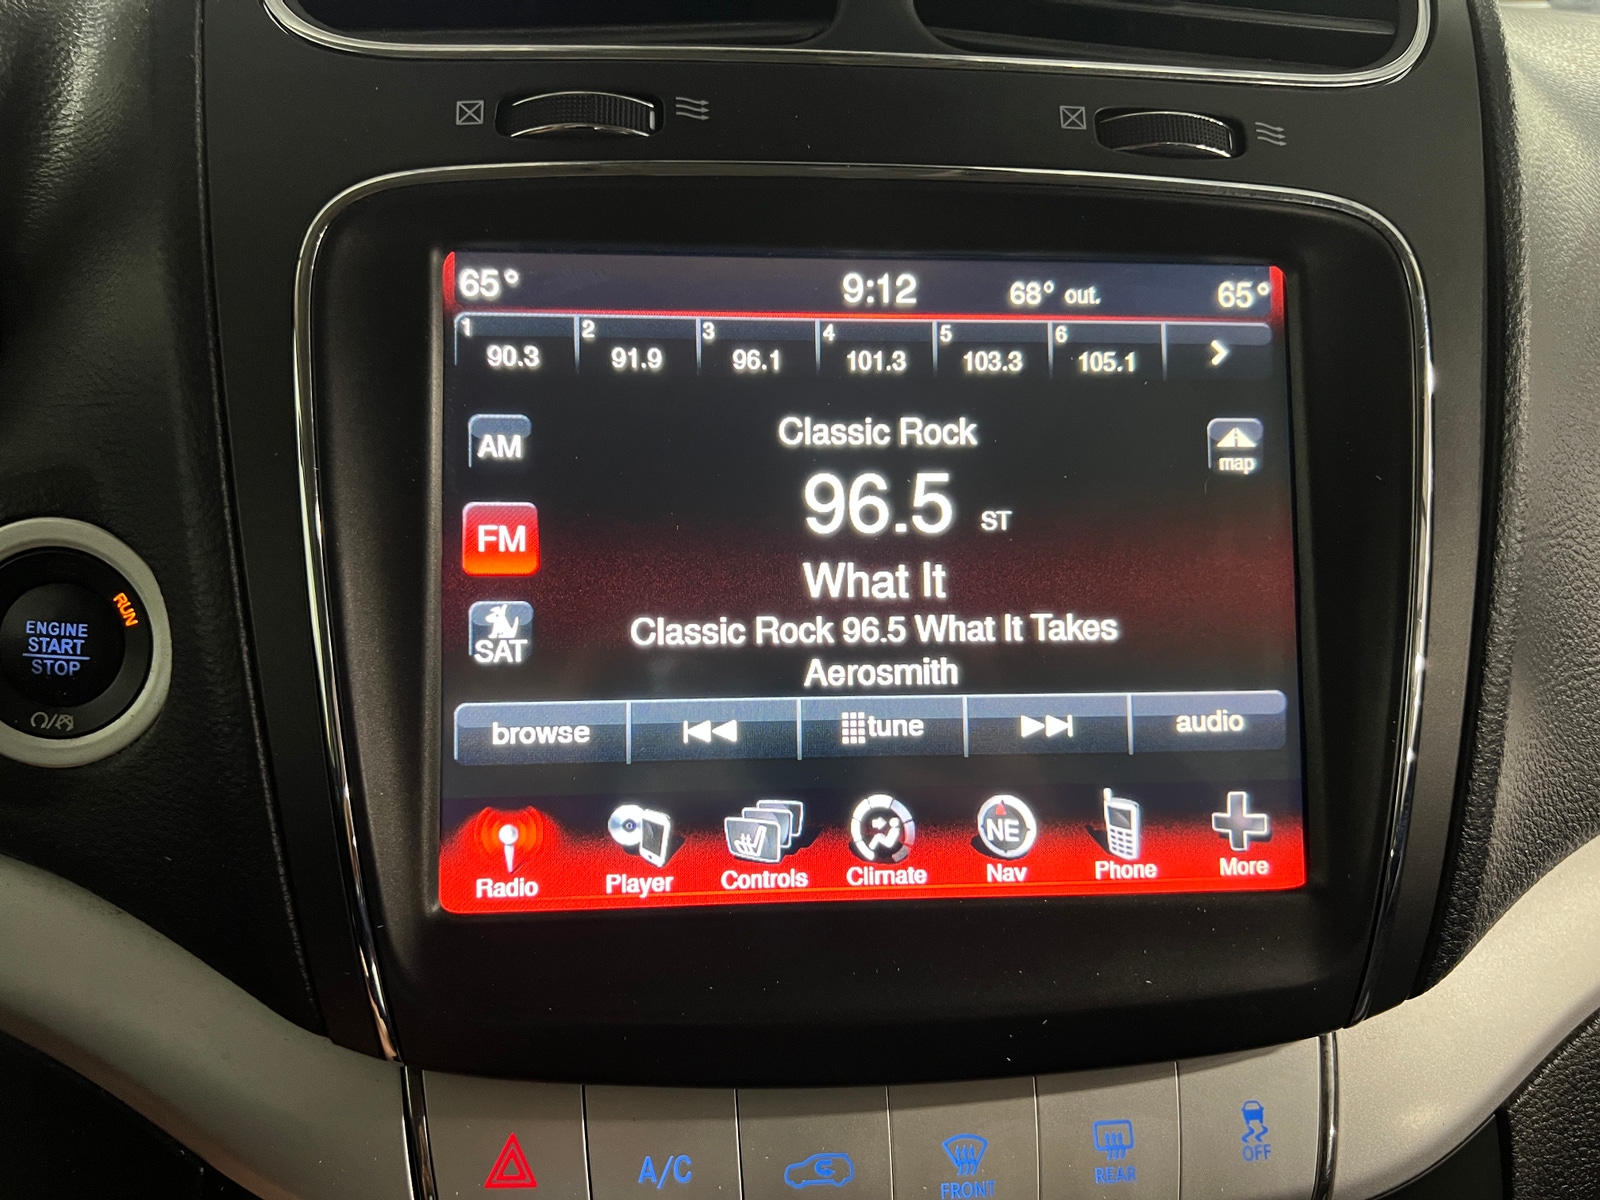 65° 9:12 68° out. 65°
1 90.3 2 91.9 3 96.1 4 101.3 5 103.3 6 105.1
Classic Rock
AM
map
96.5 ST
FM
What It
RUN
ENGINE
START
STOP
SAT
Classic Rock 96.5 What It Takes
Aerosmith
browse tune audio
NE
Radio Player Controls Climate Nav Phone More
A/C
FRONT
REAR
OFF